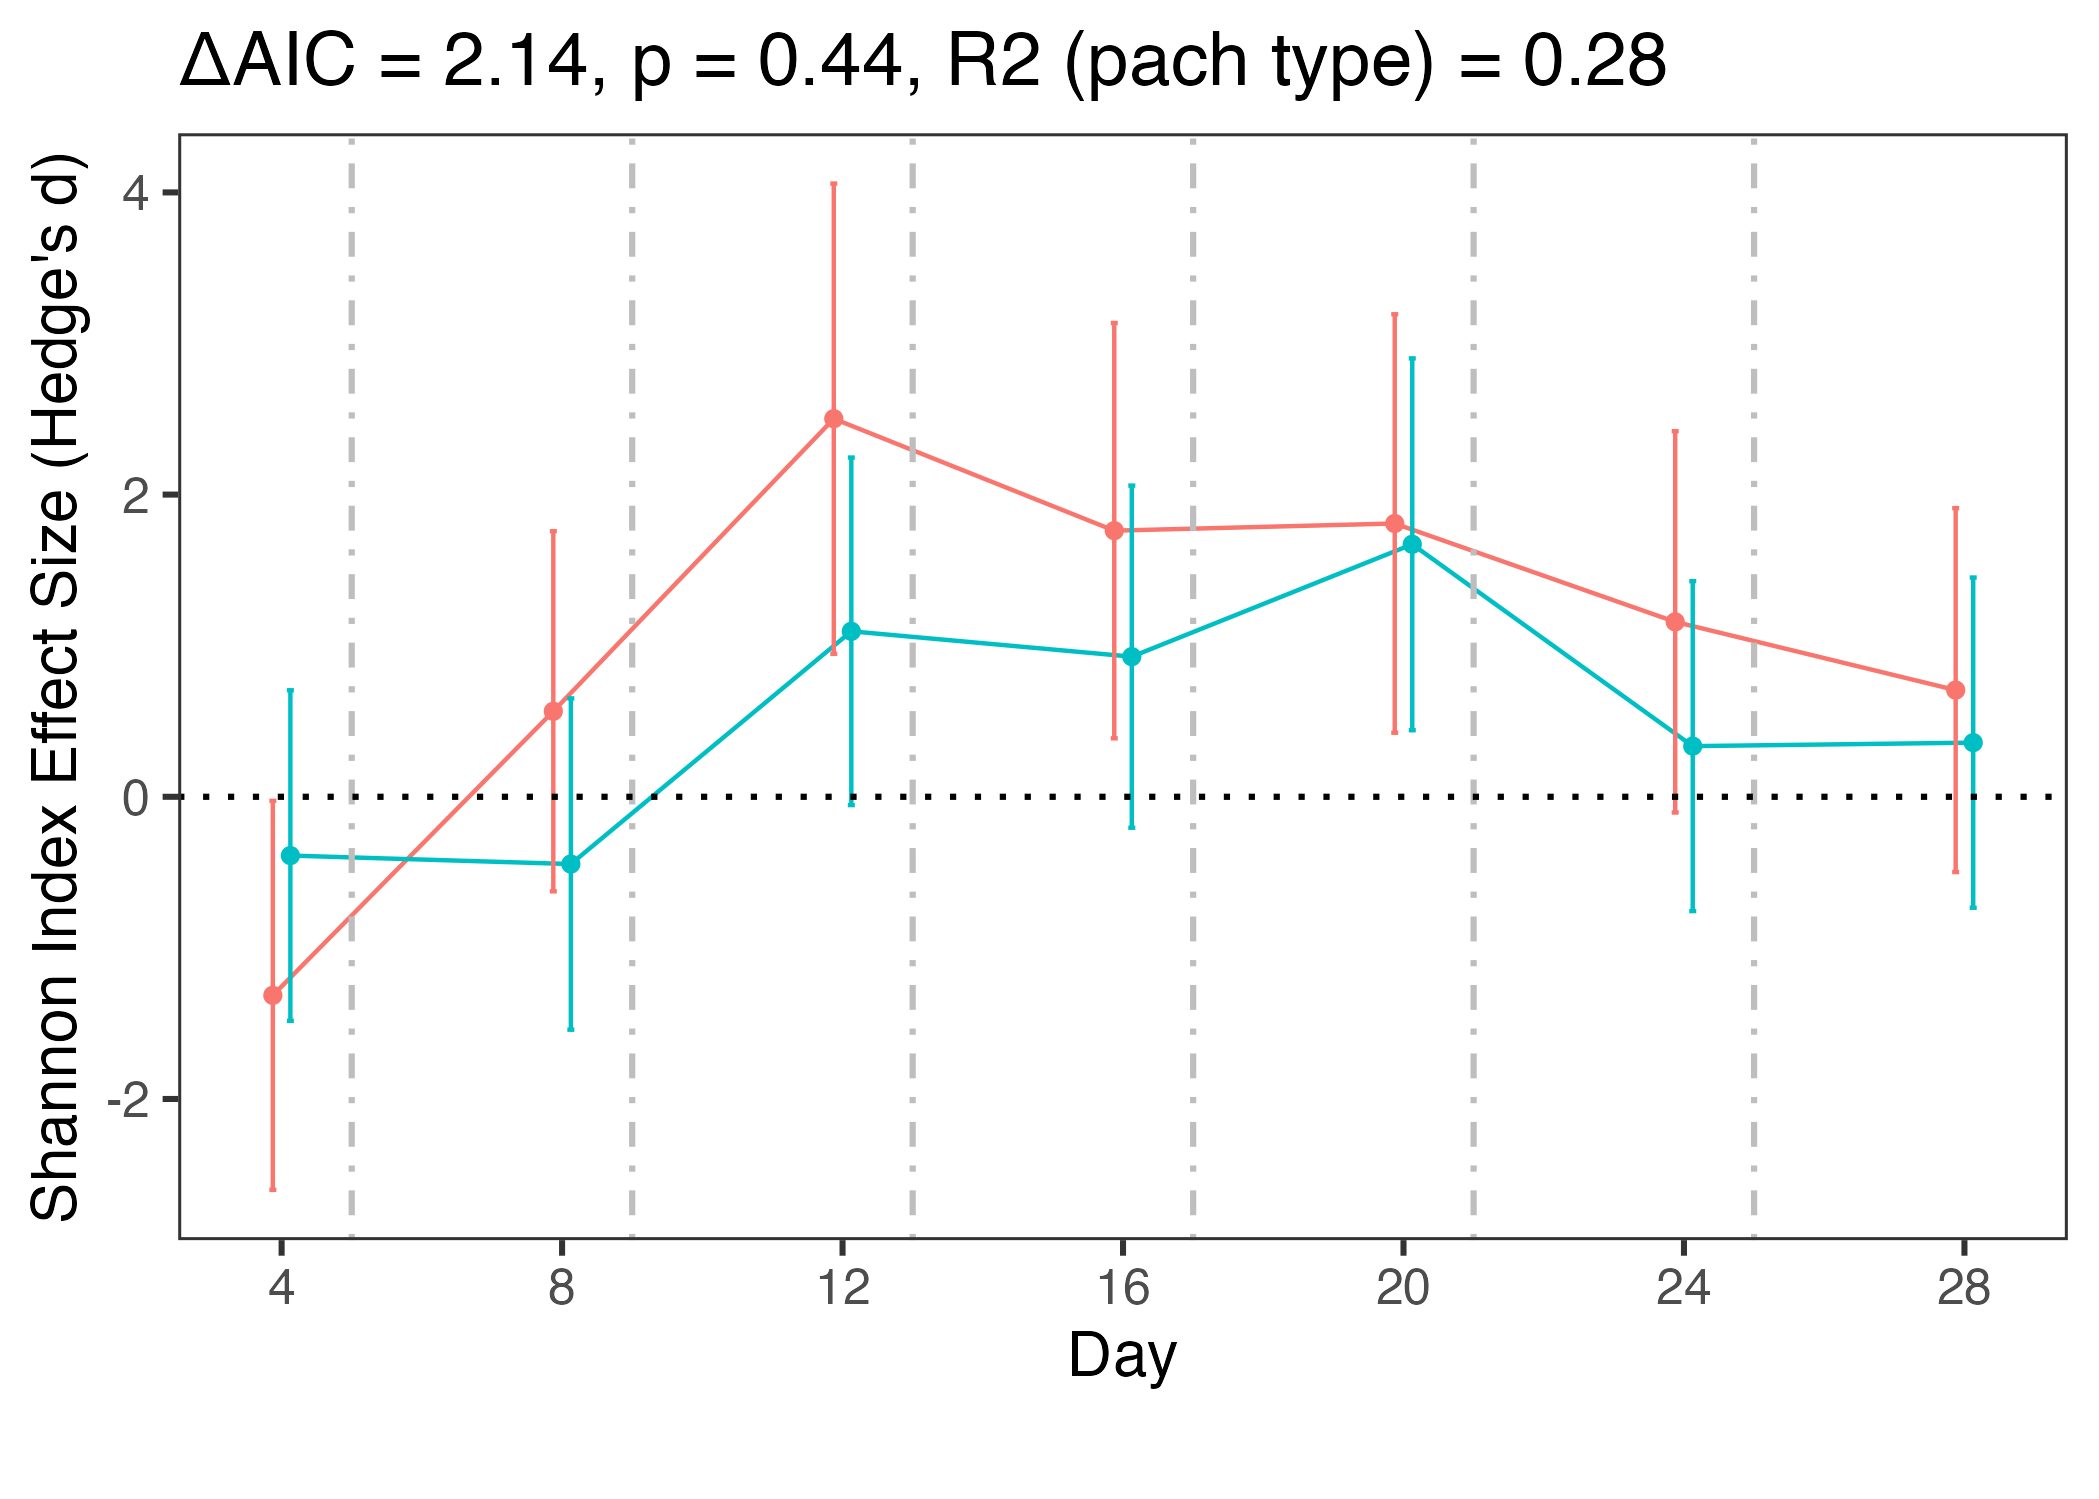 ΔAIC = 2.14, p = 0.44, R2 (pach type) = 0.28
Shannon Index Effect Size (Hedge's d)
4
2
0
-2
4 8 12 16 20 24 28
Day